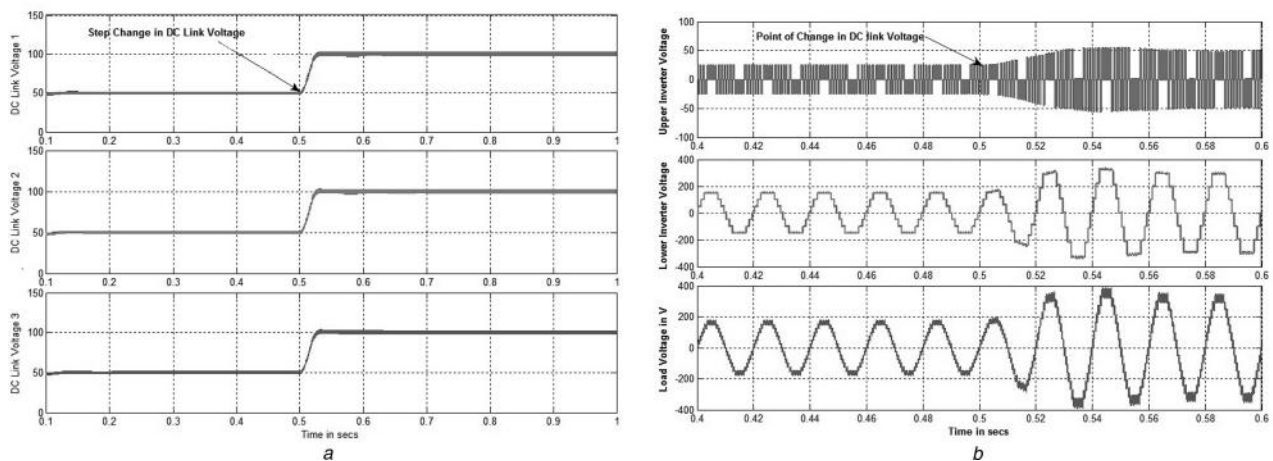 150
DC Link Voltage 1
Step Change in DC Link Voltage
100
50
0
0.1 0.2 0.3 0.4 0.5 0.6 0.7 0.8 0.9 1
150
DC Link Voltage 2
100
50
0
0.1 0.2 0.3 0.4 0.5 0.6 0.7 0.8 0.9 1
150
DC Link Voltage 3
100
50
0
0.1 0.2 0.3 0.4 0.5 0.6 0.7 0.8 0.9 1
Time in secs
a
100
Upper Inverter Voltage
Point of Change in DC link Voltage
50
0
-50
-100
0.4 0.42 0.44 0.46 0.48 0.5 0.52 0.54 0.56 0.58 0.6
400
Lower Inverter Voltage
200
0
-200
-400
0.4 0.42 0.44 0.46 0.48 0.5 0.52 0.54 0.56 0.58 0.6
400
Load Voltage in V
200
0
-200
-400
0.4 0.42 0.44 0.46 0.48 0.5 0.52 0.54 0.56 0.58 0.6
Time in secs
b